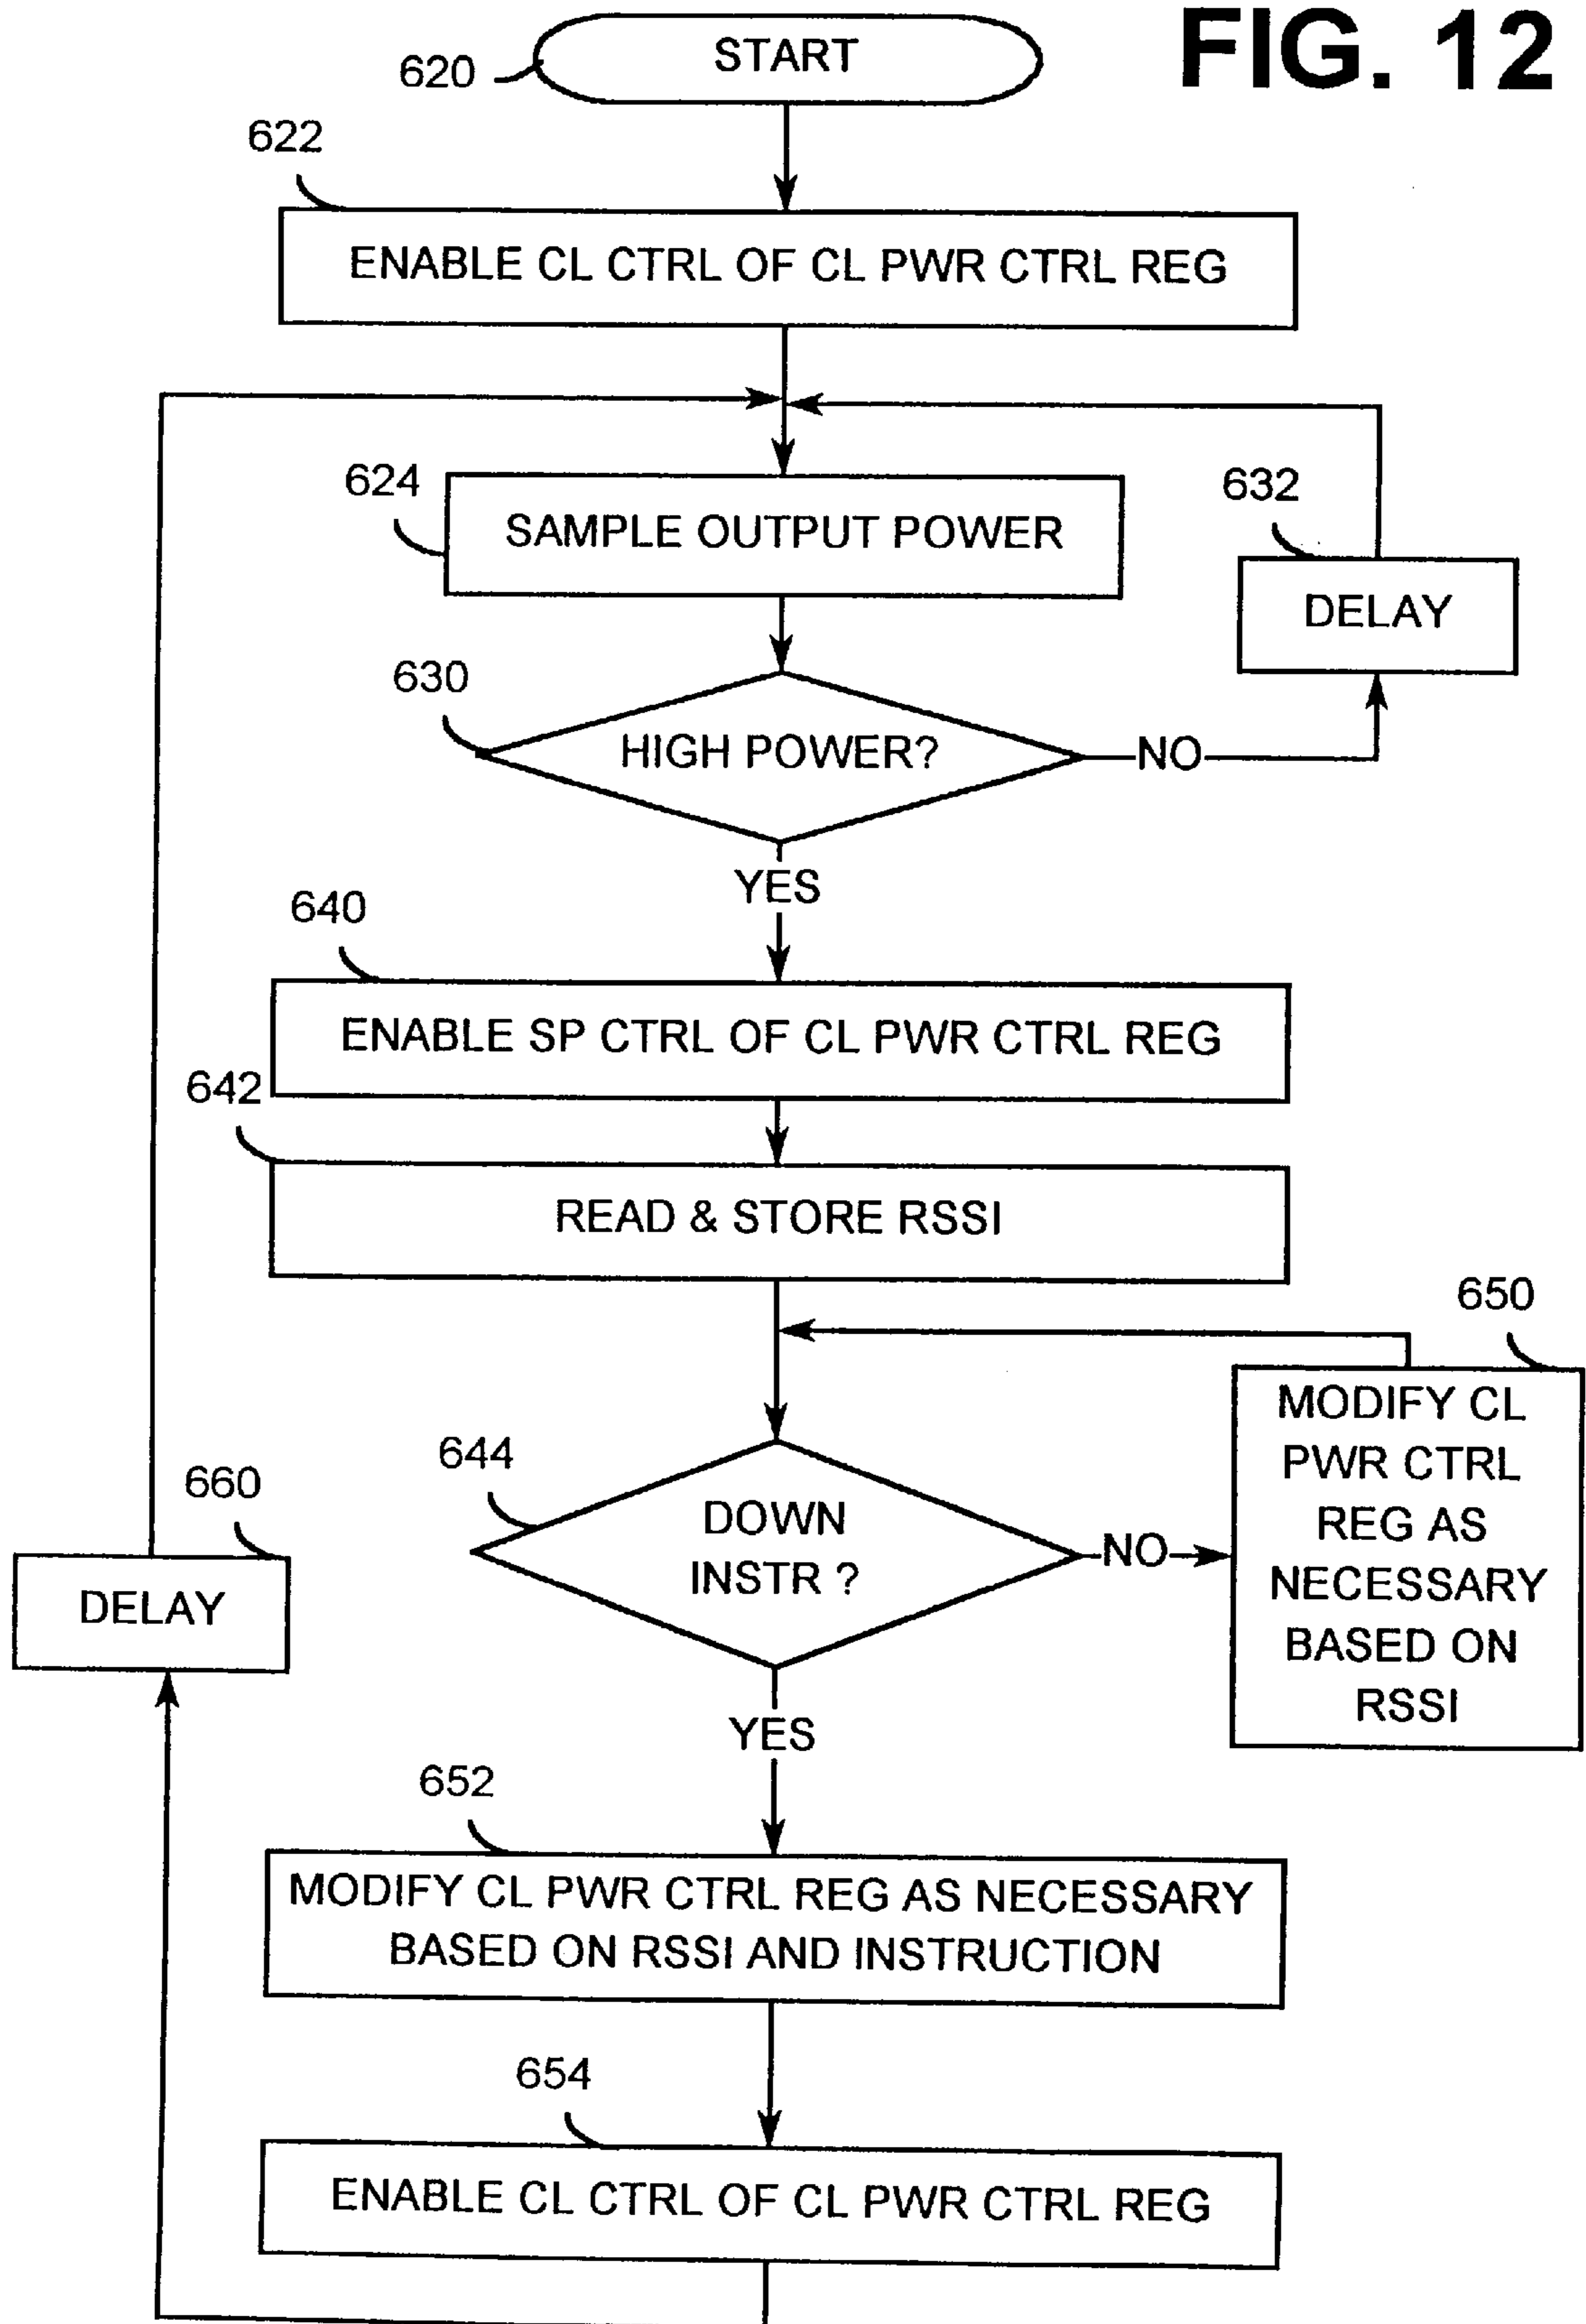 FIG. 12
620
START
622
ENABLE CL CTRL OF CL PWR CTRL REG
624
SAMPLE OUTPUT POWER
632
DELAY
630
HIGH POWER?
NO
YES
640
ENABLE SP CTRL OF CL PWR CTRL REG
642
READ & STORE RSSI
650
MODIFY CL
PWR CTRL
REG AS
NECESSARY
BASED ON
RSSI
644
DOWN
INSTR ?
NO
660
DELAY
YES
652
MODIFY CL PWR CTRL REG AS NECESSARY
BASED ON RSSI AND INSTRUCTION
654
ENABLE CL CTRL OF CL PWR CTRL REG